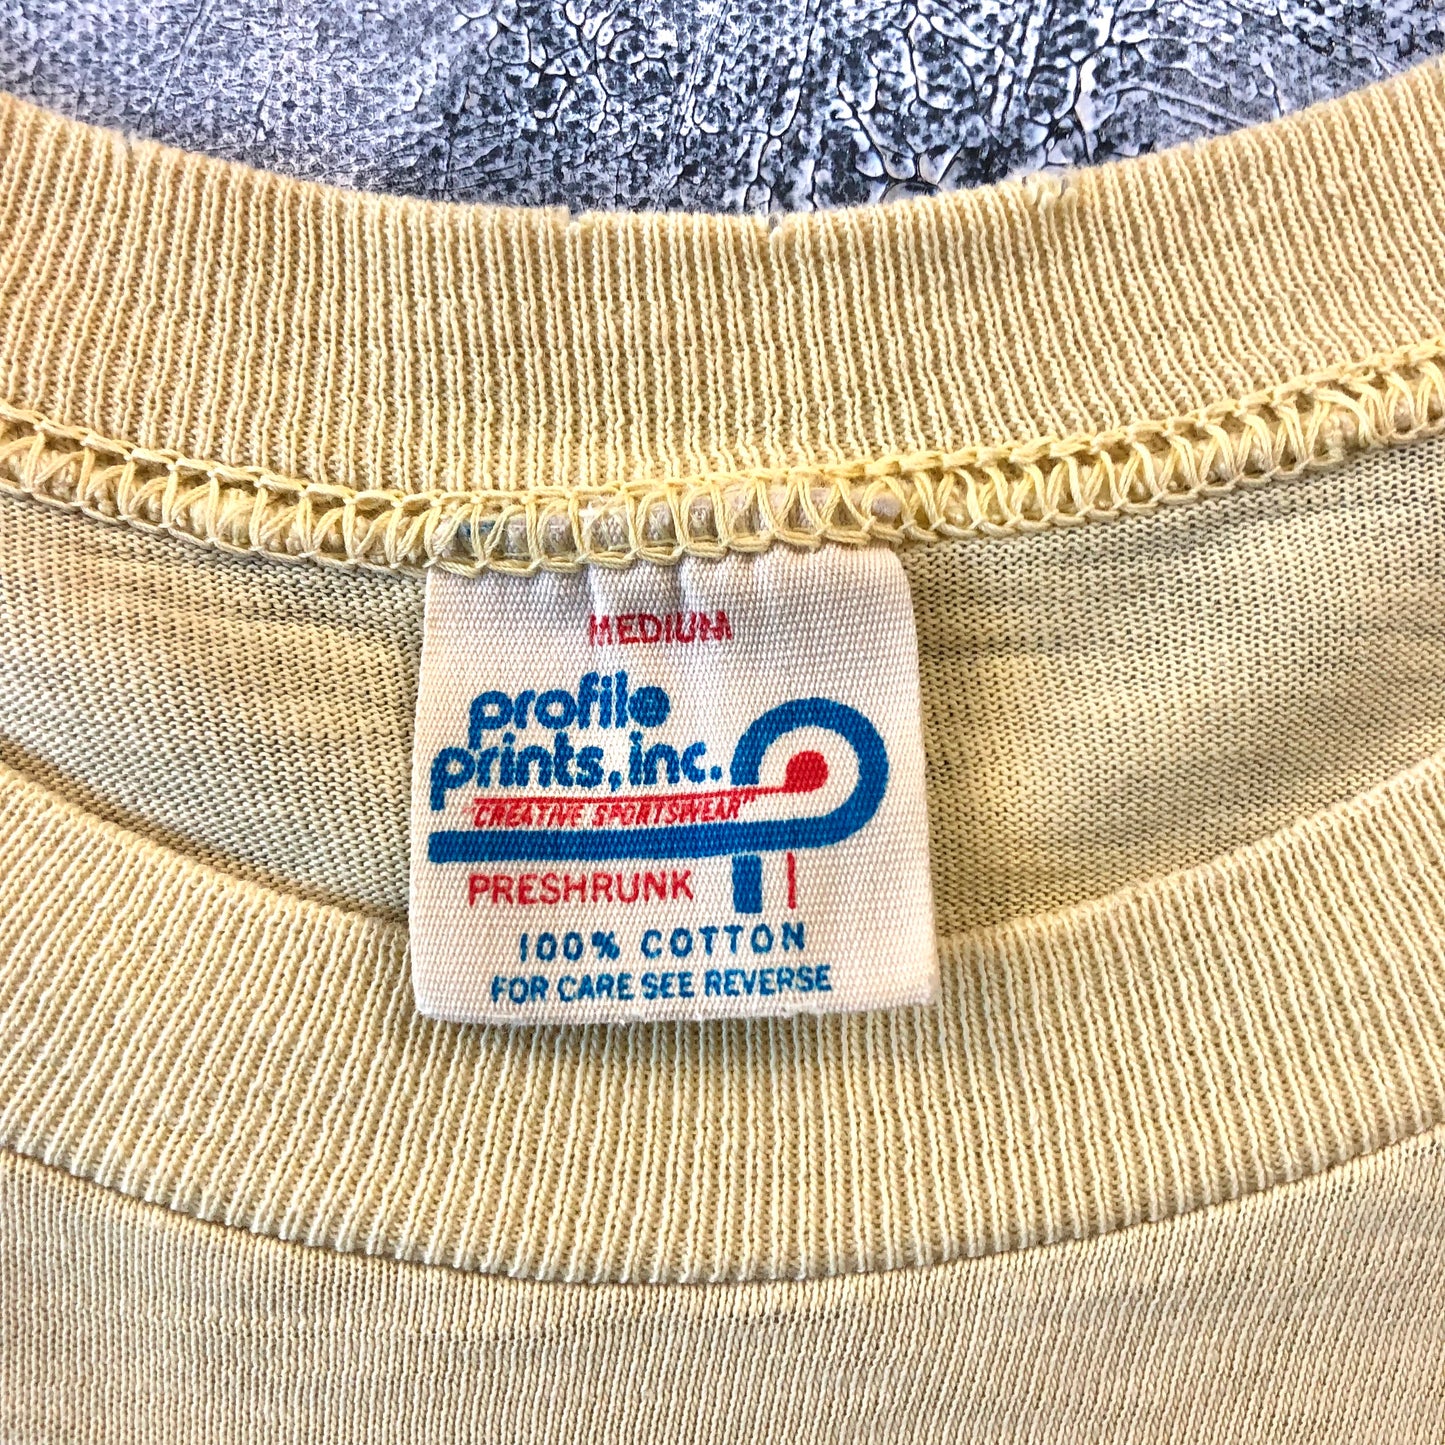 MEDIUM
profile
prints, inc.
"CREATIVE SPORTSWEAR"
PRESHRUNK
100% COTTON
FOR CARE SEE REVERSE